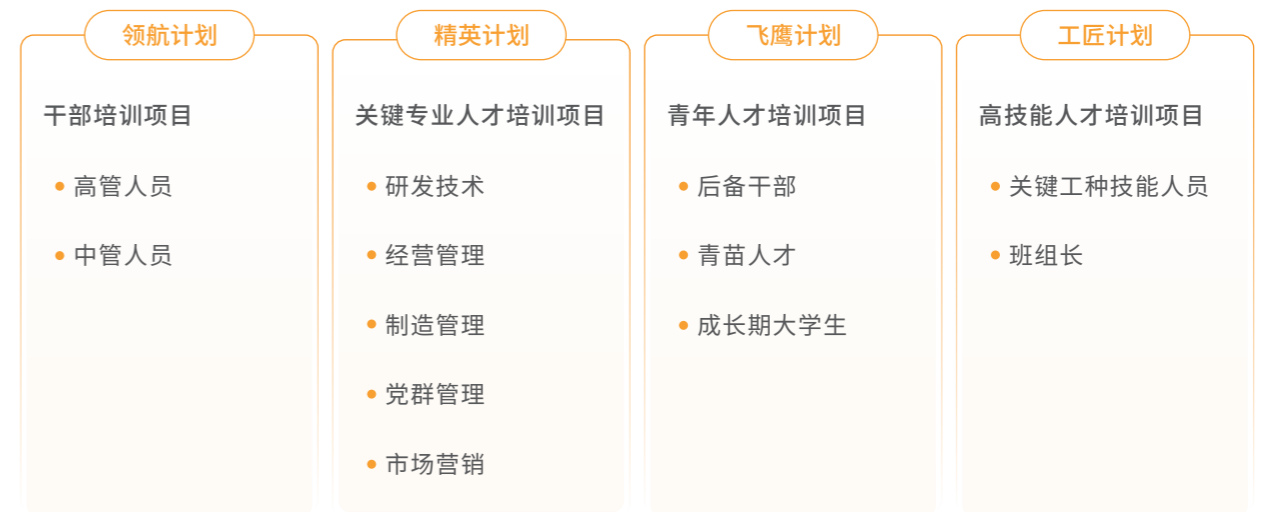 领航计划
干部培训项目
高管人员
中管人员
精英计划
关键专业人才培训项目
研发技术
经营管理
制造管理
党群管理
市场营销
飞鹰计划
青年人才培训项目
后备干部
青苗人才
成长期大学生
工匠计划
高技能人才培训项目
关键工种技能人员
班组长